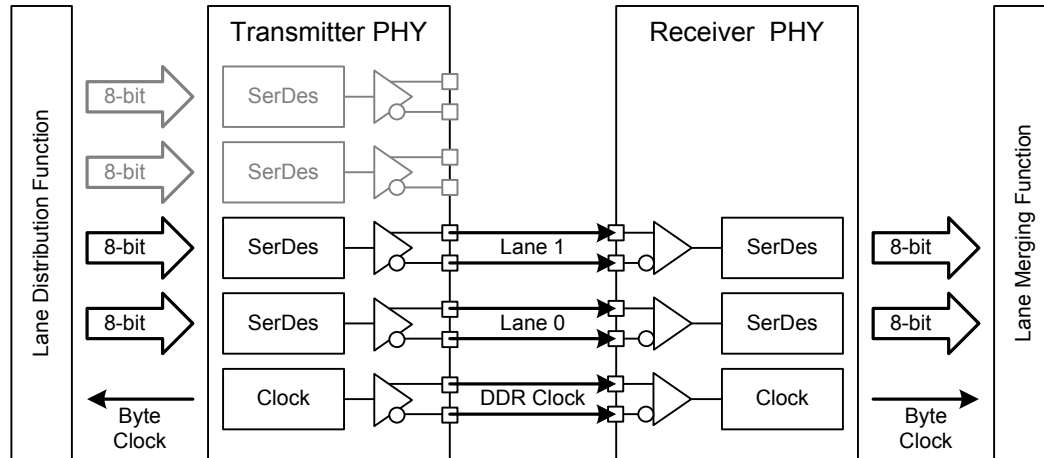 Transmitter PHY
Receiver PHY
Lane Distribution Function
8-bit
SerDes
8-bit
SerDes
8-bit
SerDes
Lane 1
SerDes
8-bit
8-bit
SerDes
Lane 0
SerDes
8-bit
Byte
Clock
Clock
DDR Clock
Clock
Byte
Clock
Lane Merging Function